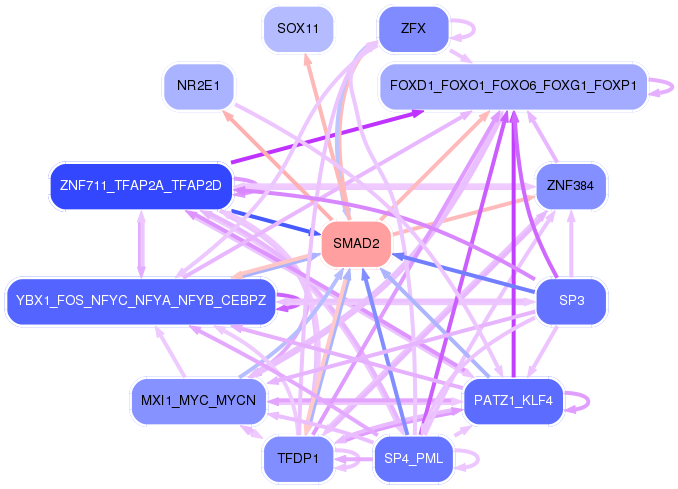 SOX11
ZFX
NR2E1
FOXD1_FOXO1_FOXO6_FOXG1_FOXP1
ZNF711_TFAP2A_TFAP2D
ZNF384
SMAD2
YBX1_FOS_NFYC_NFYA_NFYB_CEBPZ
SP3
MXI1_MYC_MYCN
PATZ1_KLF4
TFDP1
SP4_PML